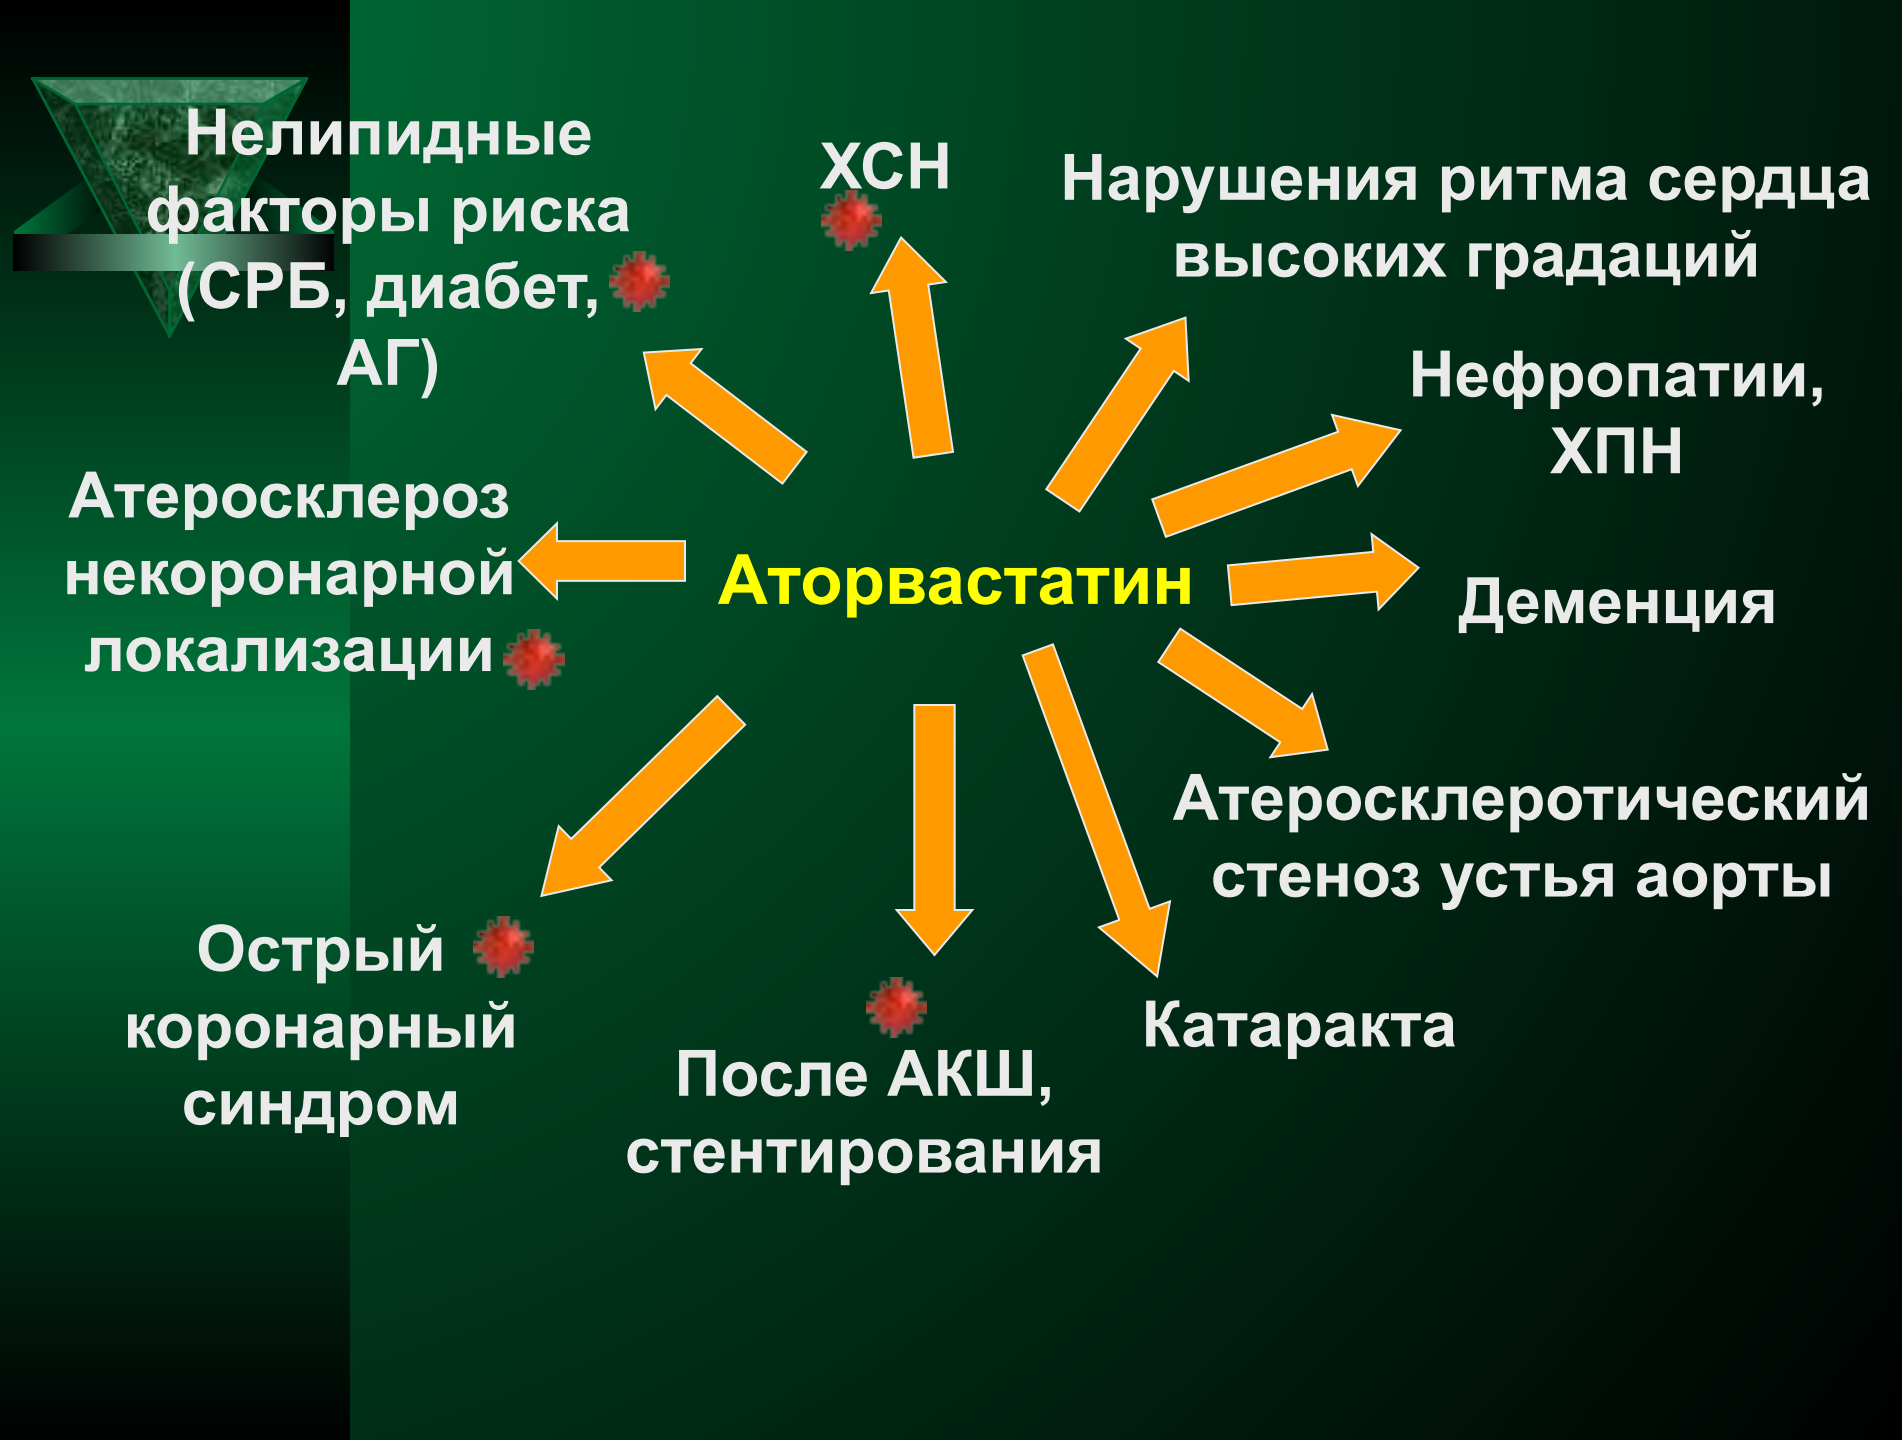 Нелипидные
факторы риска
(СРБ, диабет,
АГ)
ХСН
Нарушения ритма сердца
высоких градаций
Нефропатии,
ХПН
Атеросклероз
некоронарной
локализации
Аторвастатин
Деменция
Атеросклеротический
стеноз устья аорты
Острый
коронарный
синдром
После АКШ,
стентирования
Катаракта